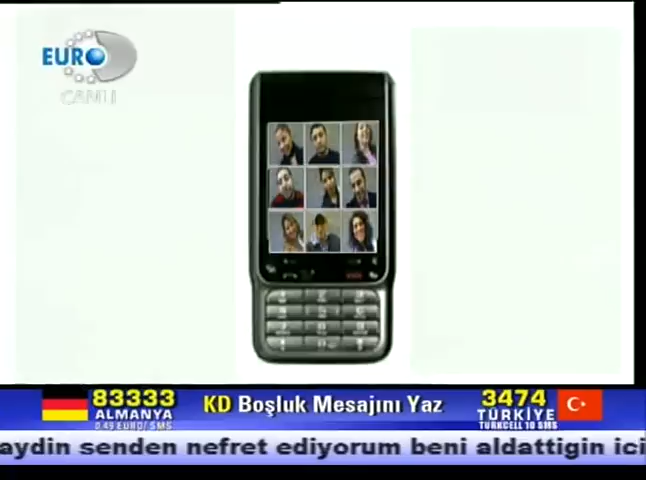 EURO
CANLI
83333
ALMANYA
0.49 EURO/ SMS
KD Boşluk Mesajını Yaz
3474
TÜRKİYE
TURKCELL 10 SMS
aydin senden nefret ediyorum beni aldattigin ici